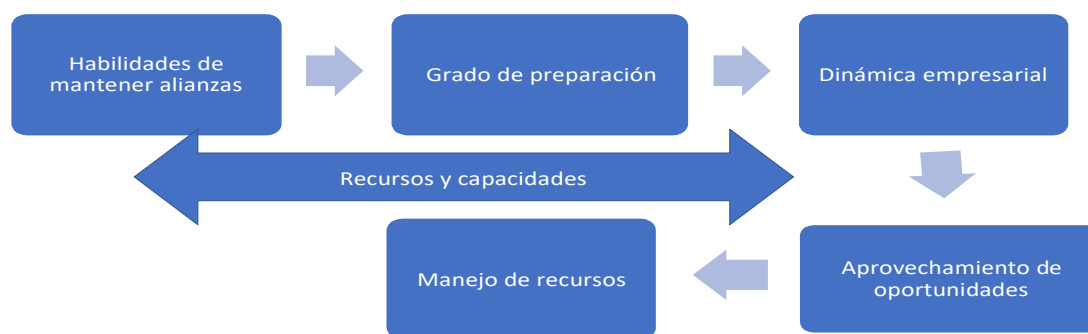 Habilidades de
mantener alianzas
Grado de preparación
Dinámica empresarial
Recursos y capacidades
Manejo de recursos
Aprovechamiento de
oportunidades